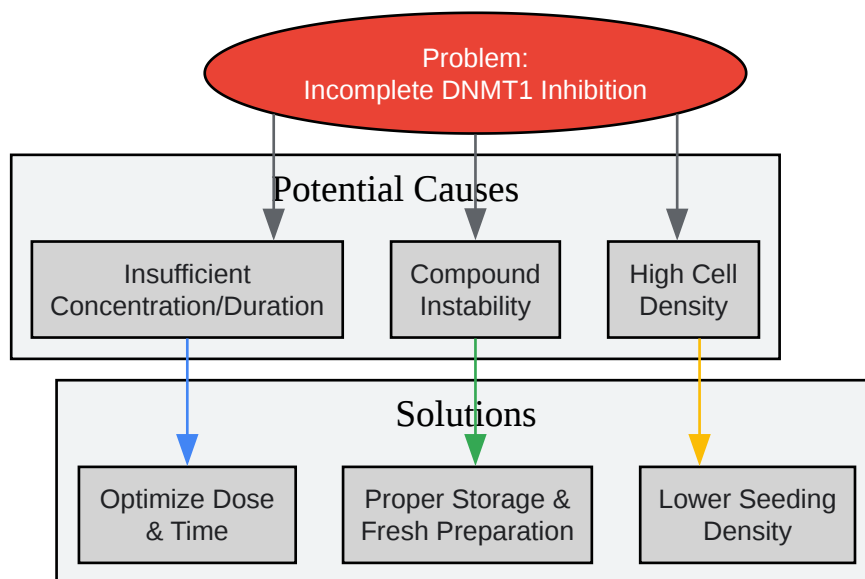 Problem:
Incomplete DNMT1 Inhibition
Potential Causes
Insufficient
Concentration/Duration
Compound
Instability
High Cell
Density
Solutions
Optimize Dose
& Time
Proper Storage &
Fresh Preparation
Lower Seeding
Density